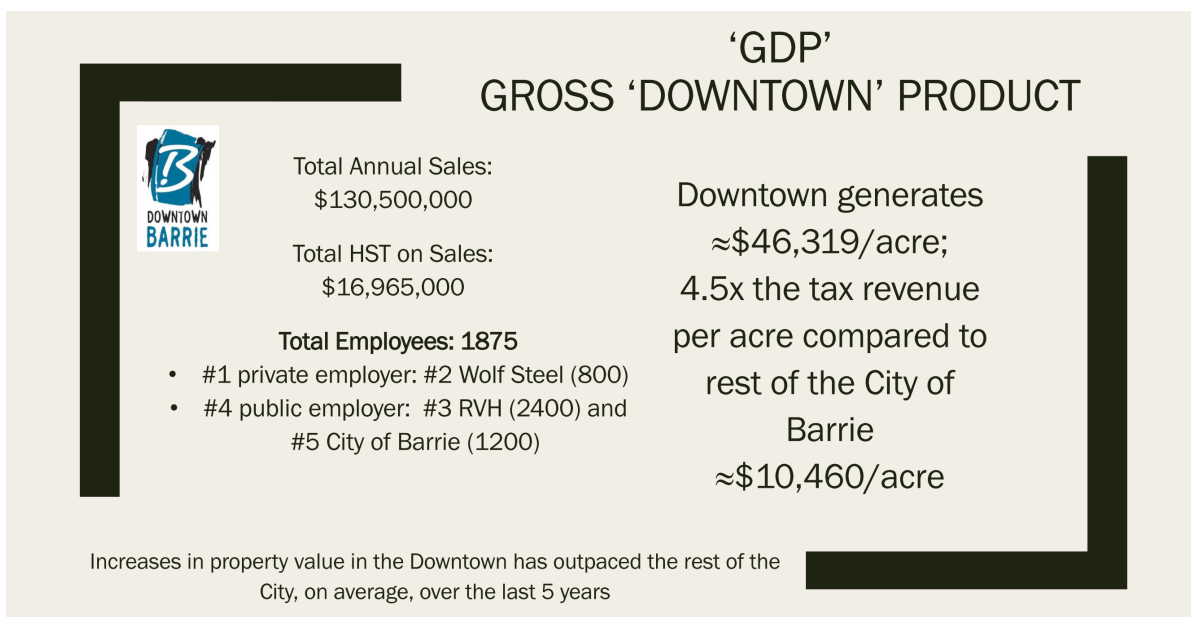 ‘GDP’
GROSS ‘DOWNTOWN’ PRODUCT
B
DOWNTOWN
BARRIE
Total Annual Sales:
$130,500,000
Total HST on Sales:
$16,965,000
Total Employees: 1875
• #1 private employer: #2 Wolf Steel (800)
• #4 public employer: #3 RVH (2400) and
#5 City of Barrie (1200)
Downtown generates
≈$46,319/acre;
4.5x the tax revenue
per acre compared to
rest of the City of
Barrie
≈$10,460/acre
Increases in property value in the Downtown has outpaced the rest of the
City, on average, over the last 5 years